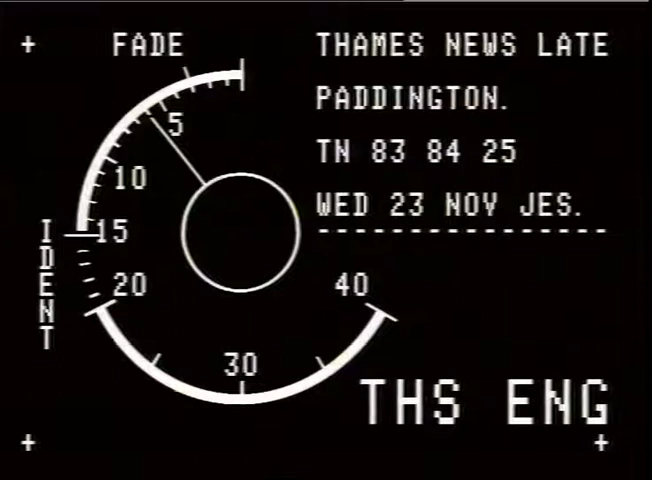 FADE
THAMES NEWS LATE
PADDINGTON.
TN 83 84 25
WED 23 NOV JES.
5
10
15
20
30
40
IDENT
THS ENG